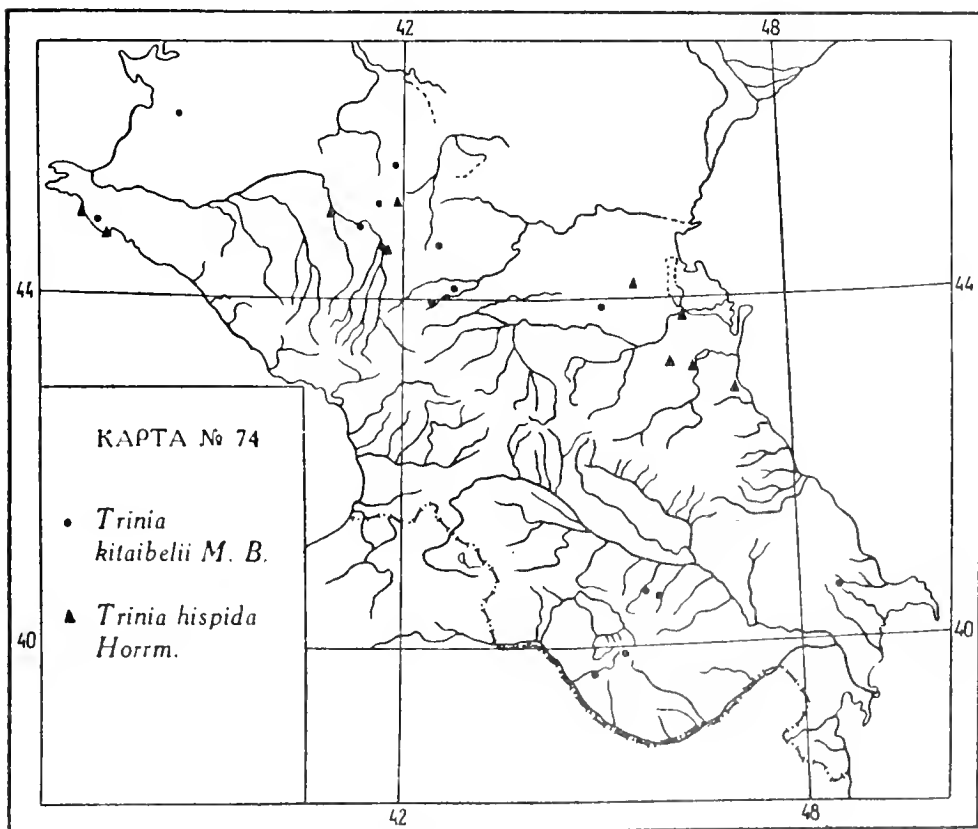 42 48
44 44
КАРТА № 74
Trinia
kitaibelii M. B.
Trinia hispida
Horrm.
40 40
42 48